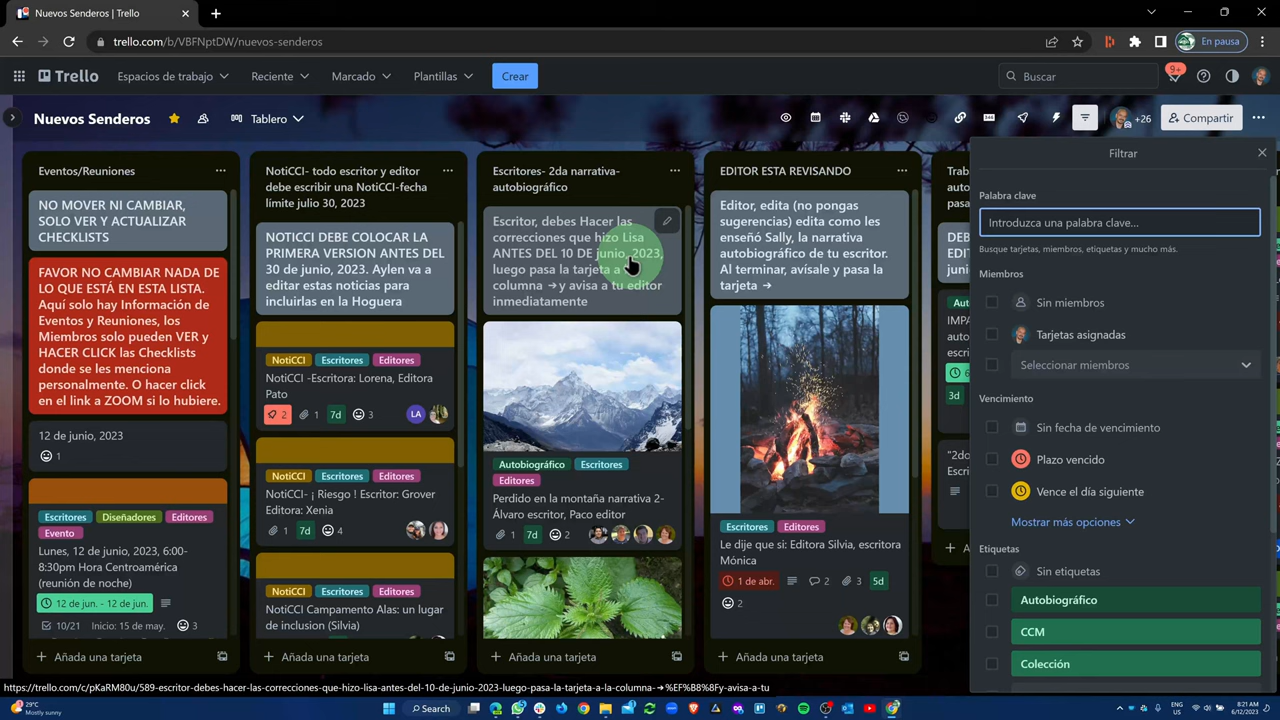 Nuevos Senderos | Trello
trello.com/b/VBFNptDW/nuevos-senderos
En pausa
Trello
Espacios de trabajo
Reciente
Marcado
Plantillas
Crear
Buscar
9+
Nuevos Senderos
Tablero
+26
Compartir
Eventos/Reuniones
NO MOVER NI CAMBIAR,
SOLO VER Y ACTUALIZAR
CHECKLISTS
FAVOR NO CAMBIAR NADA DE
LO QUE ESTÁ EN ESTA LISTA.
Aquí solo hay Información de
Eventos y Reuniones, los
Miembros solo pueden VER y
HACER CLICK las Checklists
donde se les menciona
personalmente. O hacer click
en el link a ZOOM si lo hubiere.
12 de junio, 2023
1
Escritores Diseñadores Editores
Evento
Lunes, 12 de junio, 2023, 6:00-
8:30pm Hora Centroamérica
(reunión de noche)
12 de jun. - 12 de jun.
10/21 Inicio: 15 de may. 3
Añada una tarjeta
NotiCCI- todo escritor y editor
debe escribir una NotiCCI-fecha
límite julio 30, 2023
NOTICCI DEBE COLOCAR LA
PRIMERA VERSION ANTES DEL
30 de junio, 2023. Aylen va a
editar estas noticias para
incluirlas en la Hoguera
NotiCCI Escritores Editores
NotiCCI -Escritora: Lorena, Editora
Pato
2 1 7d 3 LA
NotiCCI Escritores Editores
NotiCCI- ¡ Riesgo ! Escritor: Grover
Editora: Xenia
1 7d 4
NotiCCI Escritores Editores
NotiCCI Campamento Alas: un lugar
de inclusion (Silvia)
Añada una tarjeta
Escritores- 2da narrativa-
autobiográfico
Escritor, debes Hacer las
correcciones que hizo Lisa
ANTES DEL 10 DE junio, 2023,
luego pasa la tarjeta a
columna → y avisa a tu editor
inmediatamente
Autobiográfico Escritores
Editores
Perdido en la montaña narrativa 2-
Álvaro escritor, Paco editor
1 7d 2
Añada una tarjeta
EDITOR ESTA REVISANDO
Editor, edita (no pongas
sugerencias) edita como les
enseñó Sally, la narrativa
autobiográfico de tu escritor.
Al terminar, avísale y pasa la
tarjeta →
Escritores Editores
Le dije que si: Editora Silvia, escritora
Mónica
1 de abr. 2 3 5d
2
Añada una tarjeta
Filtrar
Palabra clave
Introduzca una palabra clave...
Busque tarjetas, miembros, etiquetas y mucho más.
Miembros
Sin miembros
Tarjetas asignadas
Seleccionar miembros
Vencimiento
Sin fecha de vencimiento
Plazo vencido
Vence el día siguiente
Mostrar más opciones
Etiquetas
Sin etiquetas
Autobiográfico
CCM
Colección
https://trello.com/c/pKaRM80u/589-escritor-debes-hacer-las-correcciones-que-hizo-lisa-antes-del-10-de-junio-2023-luego-pasa-la-tarjeta-a-la-columna-➔%EF%B8%8Fy-avisa-a-tu
29°C
Mostly sunny
Search
ENG
US
8:21 AM
6/12/2023